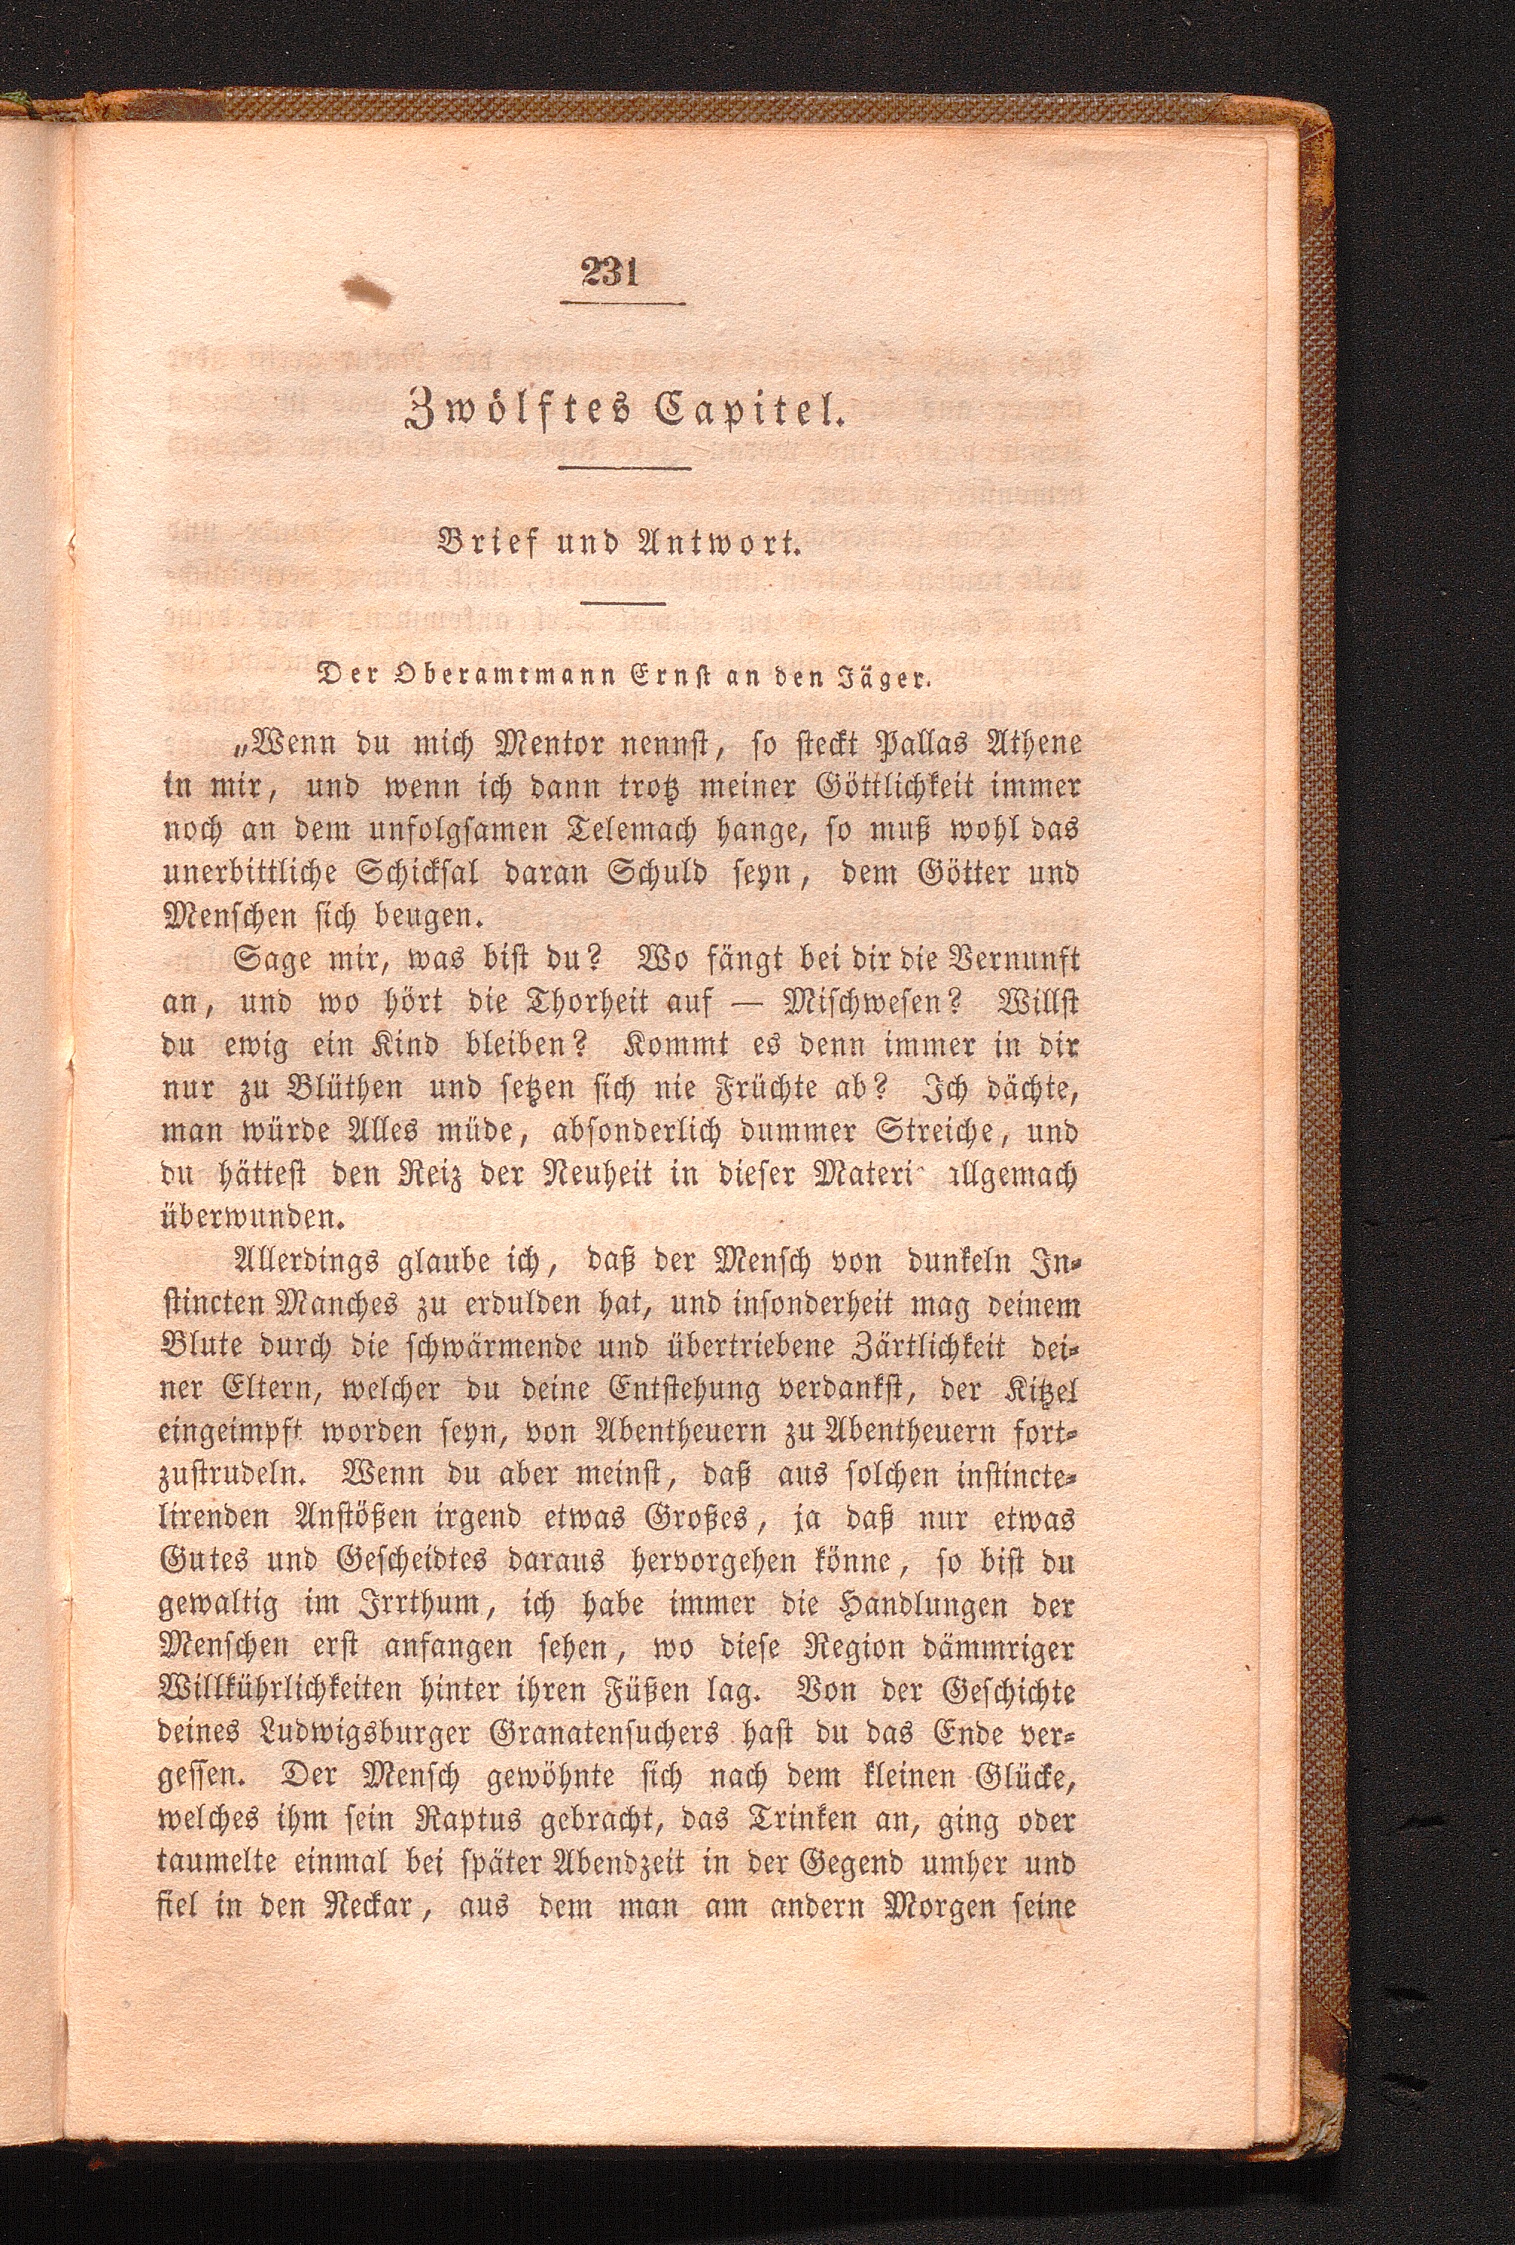 231
Zwölftes Capitel.
Brief und Antwort.
Der Oberamtmann Ernst an den Jäger.
„Wenn du mich Mentor nennst, so steckt Pallas Athene
in mir, und wenn ich dann trotz meiner Göttlichkeit immer
noch an dem unfolgsamen Telemach hange, so muß wohl das
unerbittliche Schicksal daran Schuld seyn, dem Götter und
Menschen sich beugen.
Sage mir, was bist du? Wo fängt bei dir die Vernunft
an, und wo hört die Thorheit auf — Mischwesen? Willst
du ewig ein Kind bleiben? Kommt es denn immer in dir
nur zu Blüthen und setzen sich nie Früchte ab? Ich dächte,
man würde Alles müde, absonderlich dummer Streiche, und
du hättest den Reiz der Neuheit in dieser Materie allgemach
überwunden.
Allerdings glaube ich, daß der Mensch von dunkeln In-
stincten Manches zu erdulden hat, und insonderheit mag deinem
Blute durch die schwärmende und übertriebene Zärtlichkeit dei-
ner Eltern, welcher du deine Entstehung verdankst, der Kitzel
eingeimpft worden seyn, von Abentheuern zu Abentheuern fort-
zustrudeln. Wenn du aber meinst, daß aus solchen instincte-
lirenden Anstößen irgend etwas Großes, ja daß nur etwas
Gutes und Gescheidtes daraus hervorgehen könne, so bist du
gewaltig im Irrthum, ich habe immer die Handlungen der
Menschen erst anfangen sehen, wo diese Region dämmriger
Willkührlichkeiten hinter ihren Füßen lag. Von der Geschichte
deines Ludwigsburger Granatensuchers hast du das Ende ver-
gessen. Der Mensch gewöhnte sich nach dem kleinen Glücke,
welches ihm sein Raptus gebracht, das Trinken an, ging oder
taumelte einmal bei später Abendzeit in der Gegend umher und
fiel in den Neckar, aus dem man am andern Morgen seine